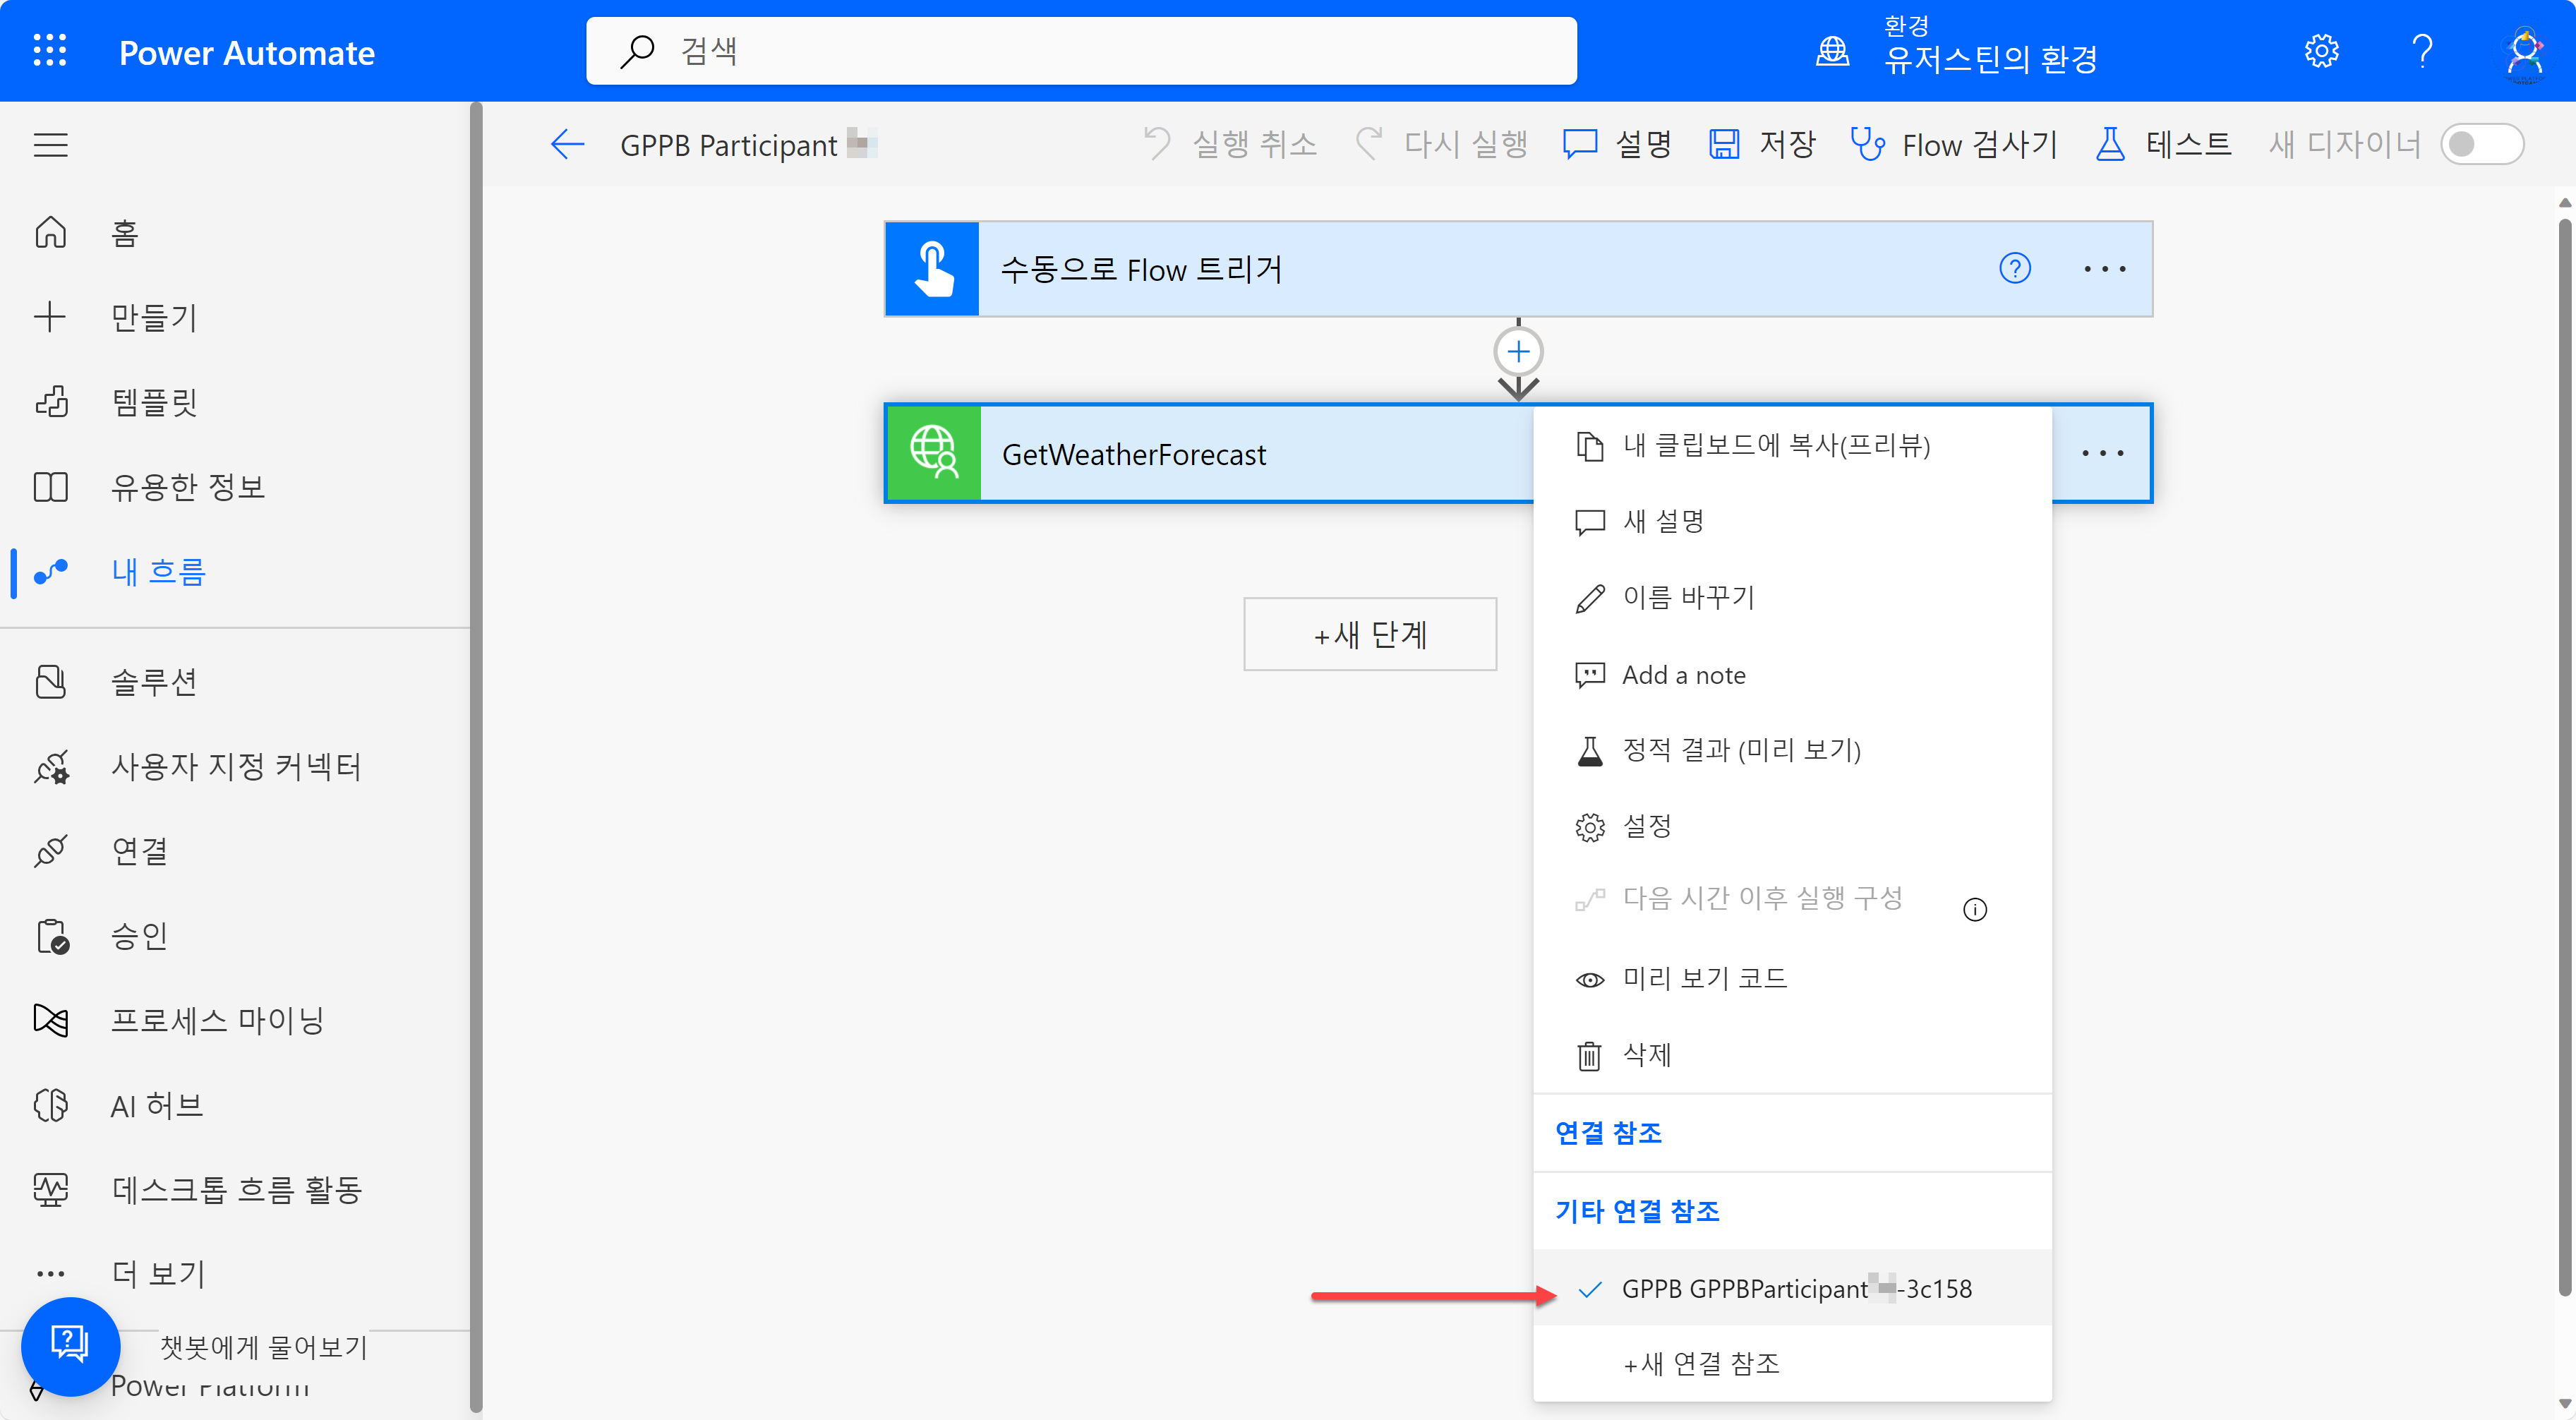 Power Automate
검색
환경
유저스틴의 환경
GPPB Participant
실행 취소
다시 실행
설명
저장
Flow 검사기
테스트
새 디자이너
홈
만들기
템플릿
유용한 정보
내 흐름
솔루션
사용자 지정 커넥터
연결
승인
프로세스 마이닝
AI 허브
데스크톱 흐름 활동
더 보기
챗봇에게 물어보기
Power Platform
수동으로 Flow 트리거
GetWeatherForecast
+새 단계
내 클립보드에 복사(프리뷰)
새 설명
이름 바꾸기
Add a note
정적 결과 (미리 보기)
설정
다음 시간 이후 실행 구성
미리 보기 코드
삭제
연결 참조
기타 연결 참조
GPPB GPPBParticipant -3c158
+새 연결 참조